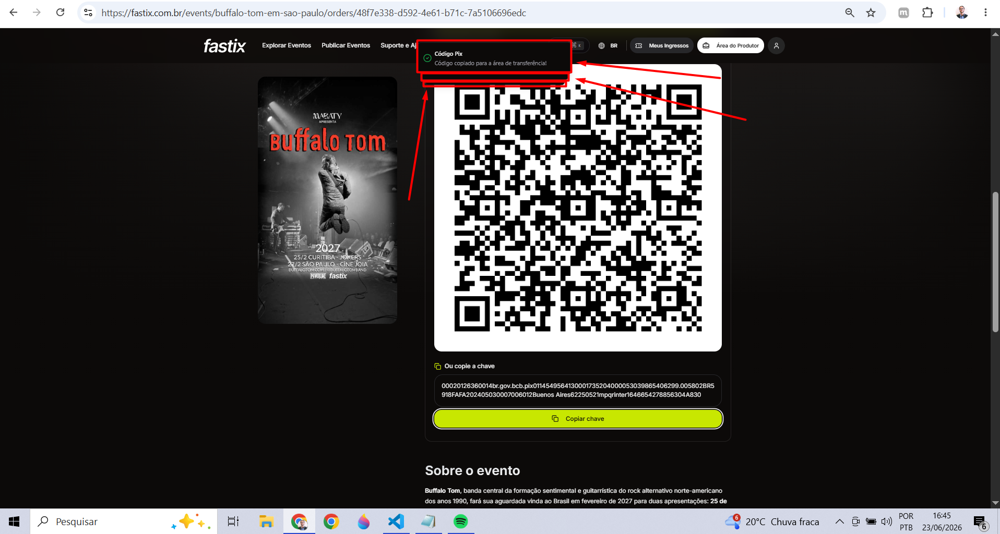 https://fastix.com.br/events/buffalo-tom-em-sao-paulo/orders/48f7e338-d592-4e61-b71c-7a5106696edc
fastix
Explorar Eventos
Publicar Eventos
Suporte e Aj
⌘ K
BR
Meus Ingressos
Área do Produtor
Código Pix
Código copiado para a área de transferência!
MARATY
APRESENTA
Buffalo Tom
2027
25/2 CURITIBA - JOKERS
27/2 SÃO PAULO - CINE JOIA
BUFFALOTOM.COM / @BUFFALOTOMBAND
fastix
Ou copie a chave
00020126360014br.gov.bcb.pix0114549564130001735204000053039865406299.005802BR5
918FAFA202405030007006012Buenos Aires62250521mpqrinter1646654278856304A830
Copiar chave
Sobre o evento
Buffalo Tom, banda central da formação sentimental e guitarrística do rock alternativo norte-americano
dos anos 1990, fará sua aguardada vinda ao Brasil em fevereiro de 2027 para duas apresentações: 25 de
Pesquisar
6
20°C Chuva fraca
POR
PTB
16:45
23/06/2026
6